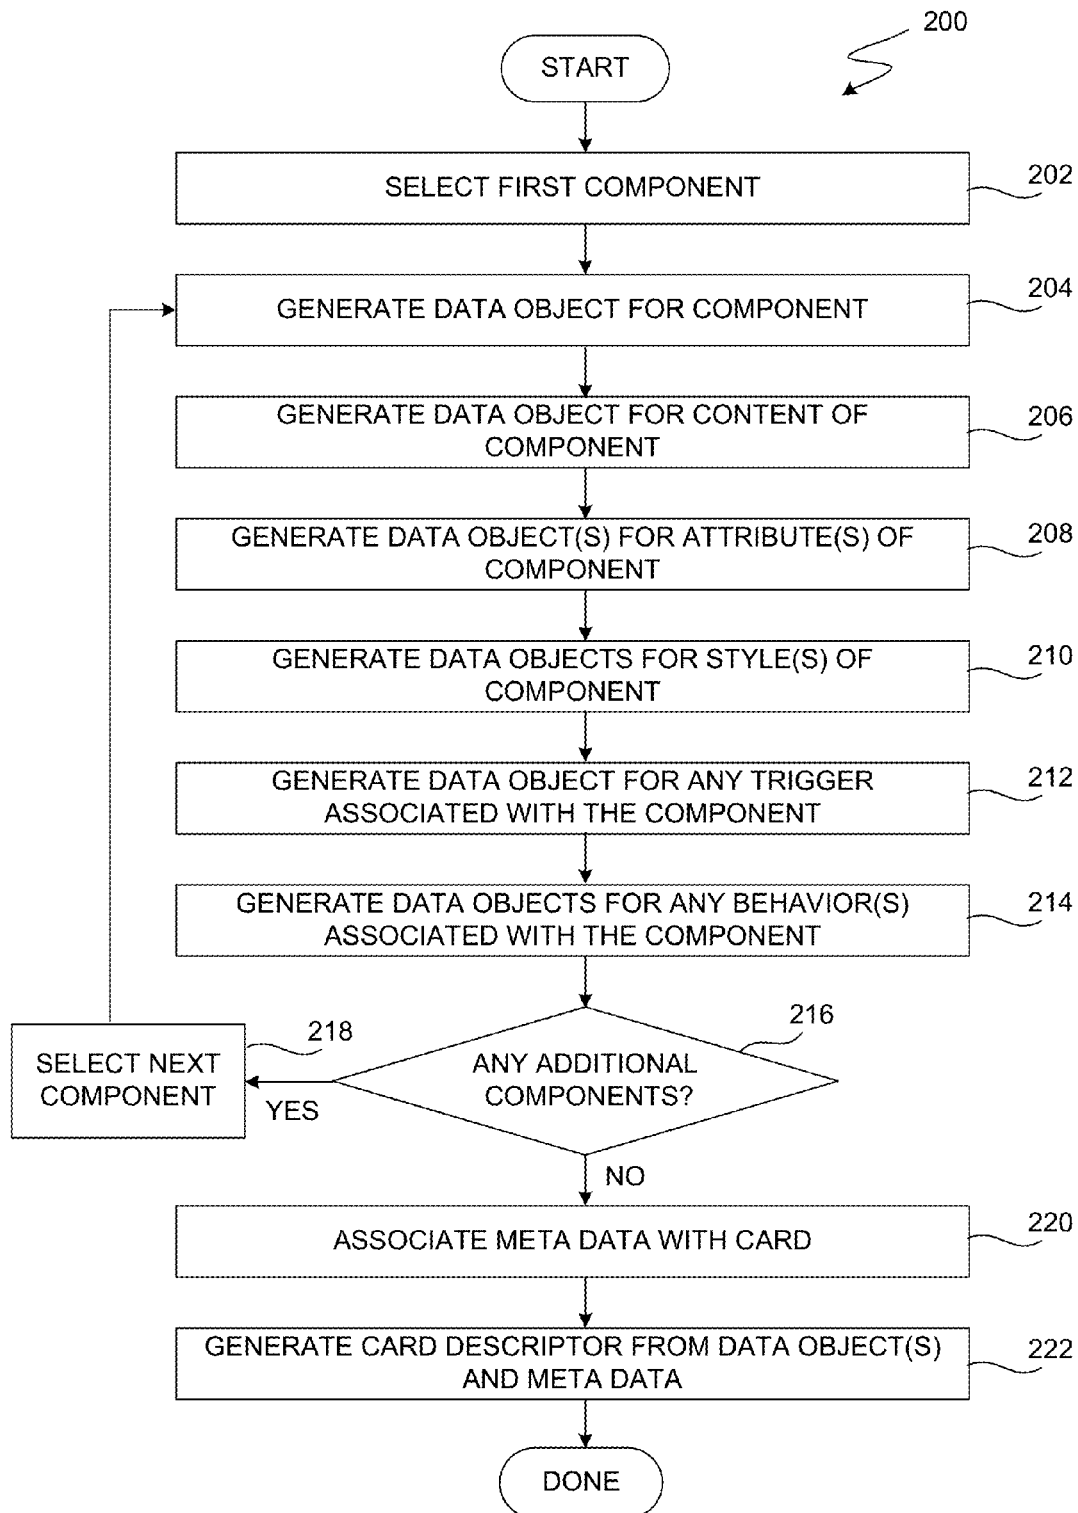 200
START
SELECT FIRST COMPONENT
202
GENERATE DATA OBJECT FOR COMPONENT
204
GENERATE DATA OBJECT FOR CONTENT OF
COMPONENT
206
GENERATE DATA OBJECT(S) FOR ATTRIBUTE(S) OF
COMPONENT
208
GENERATE DATA OBJECTS FOR STYLE(S) OF
COMPONENT
210
GENERATE DATA OBJECT FOR ANY TRIGGER
ASSOCIATED WITH THE COMPONENT
212
GENERATE DATA OBJECTS FOR ANY BEHAVIOR(S)
ASSOCIATED WITH THE COMPONENT
214
ANY ADDITIONAL
COMPONENTS?
216
YES
SELECT NEXT
COMPONENT
218
NO
ASSOCIATE META DATA WITH CARD
220
GENERATE CARD DESCRIPTOR FROM DATA OBJECT(S)
AND META DATA
222
DONE